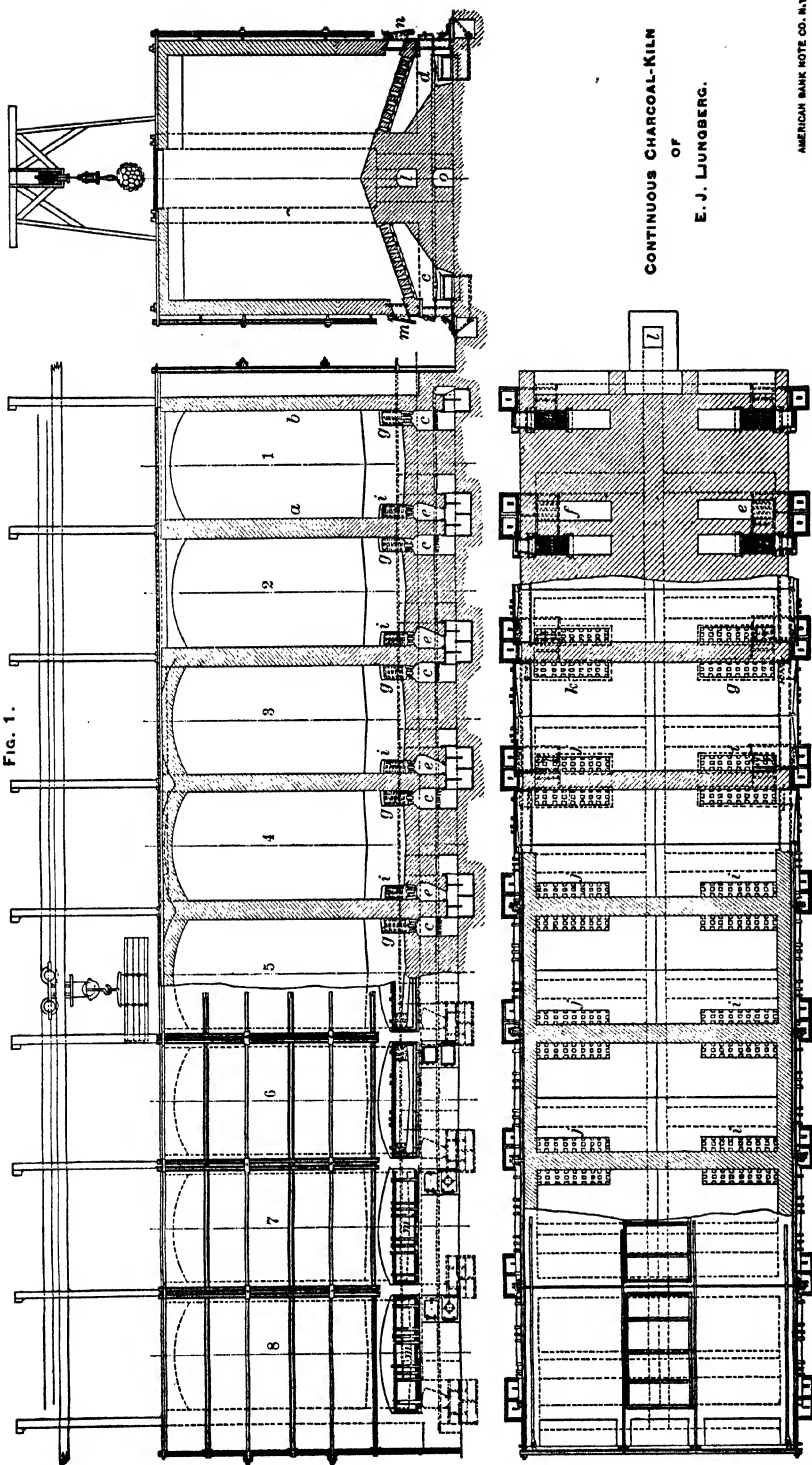 FIG. 1.
1 2 3 4 5 6 7 8
a b
g i g i g i g i g
c e c e c e c e c
m n
l
c d
o
f e
k g
j i
j i
j i
j i
l
CONTINUOUS CHARCOAL-KILN
OF
E. J. LJUNGBERG.
AMERICAN BANK NOTE CO. N.Y.